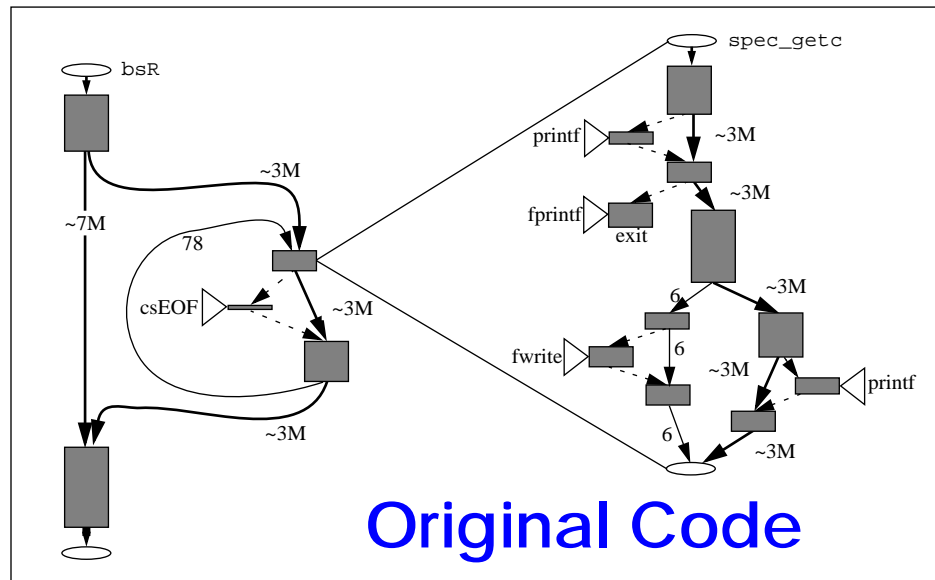 bsR
~3M
~7M
78
csEOF
~3M
~3M
spec_getc
printf
~3M
~3M
fprintf
exit
6
~3M
fwrite
6
~3M
printf
6
~3M
Original Code